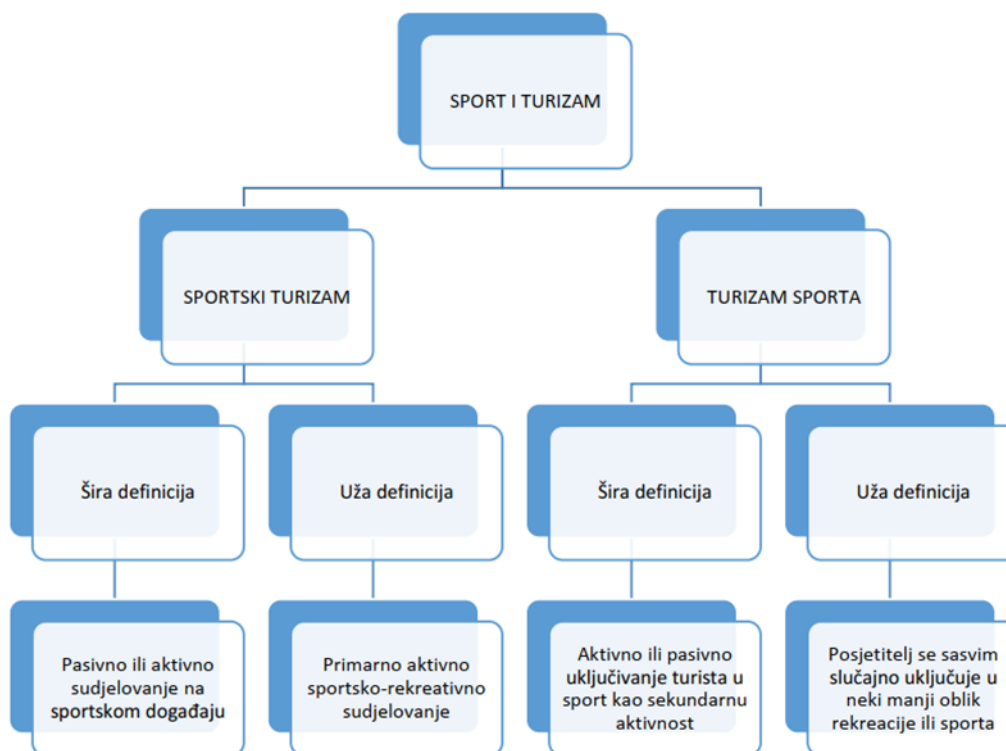 SPORT I TURIZAM
SPORTSKI TURIZAM
TURIZAM SPORTA
Šira definicija
Uža definicija
Šira definicija
Uža definicija
Pasivno ili aktivno
sudjelovanje na
sportskom događaju
Primarno aktivno
sportsko-rekreativno
sudjelovanje
Aktivno ili pasivno
uključivanje turista u
sport kao sekundarnu
aktivnost
Posjetitelj se sasvim
slučajno uključuje u
neki manji oblik
rekreacije ili sporta